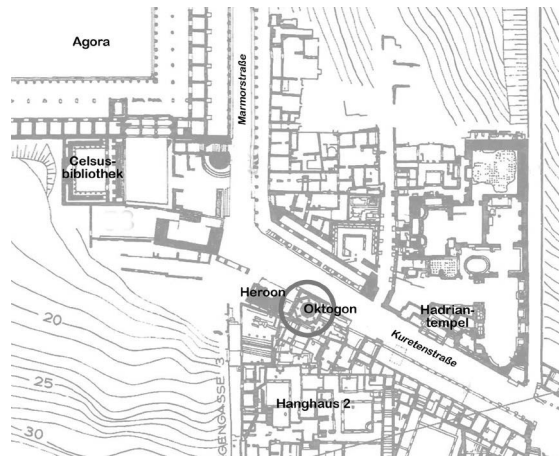 Agora
Marmorstraße
Celsus-
bibliothek
Heroon
Oktogon
Hadrian-
tempel
Kuretenstraße
Hanghaus 2
20
25
30
GENGASSE 3